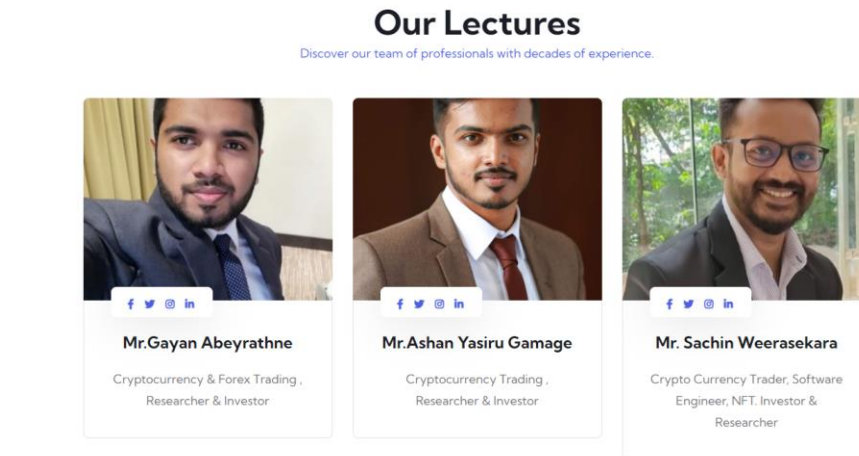 Our Lectures
Discover our team of professionals with decades of experience.
Mr.Gayan Abeyrathne
Cryptocurrency & Forex Trading ,
Researcher & Investor
Mr.Ashan Yasiru Gamage
Cryptocurrency Trading ,
Researcher & Investor
Mr. Sachin Weerasekara
Crypto Currency Trader, Software
Engineer, NFT. Investor &
Researcher